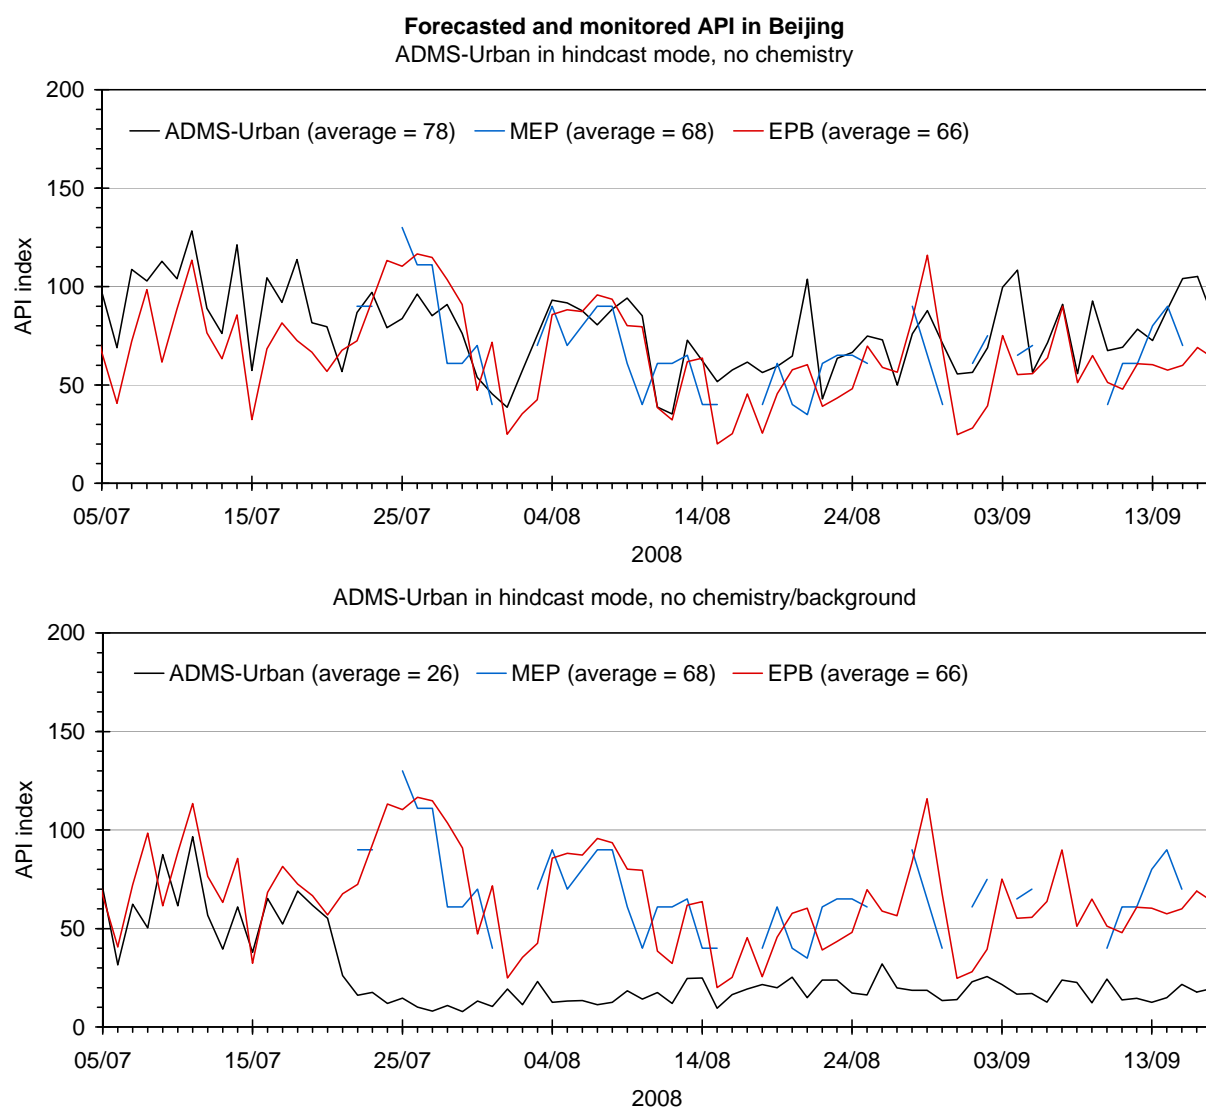 Forecasted and monitored API in Beijing
ADMS-Urban in hindcast mode, no chemistry
200
ADMS-Urban (average = 78) MEP (average = 68) EPB (average = 66)
150
API index
100
50
0
05/07 15/07 25/07 04/08 14/08 24/08 03/09 13/09
2008
ADMS-Urban in hindcast mode, no chemistry/background
200
ADMS-Urban (average = 26) MEP (average = 68) EPB (average = 66)
150
API index
100
50
0
05/07 15/07 25/07 04/08 14/08 24/08 03/09 13/09
2008